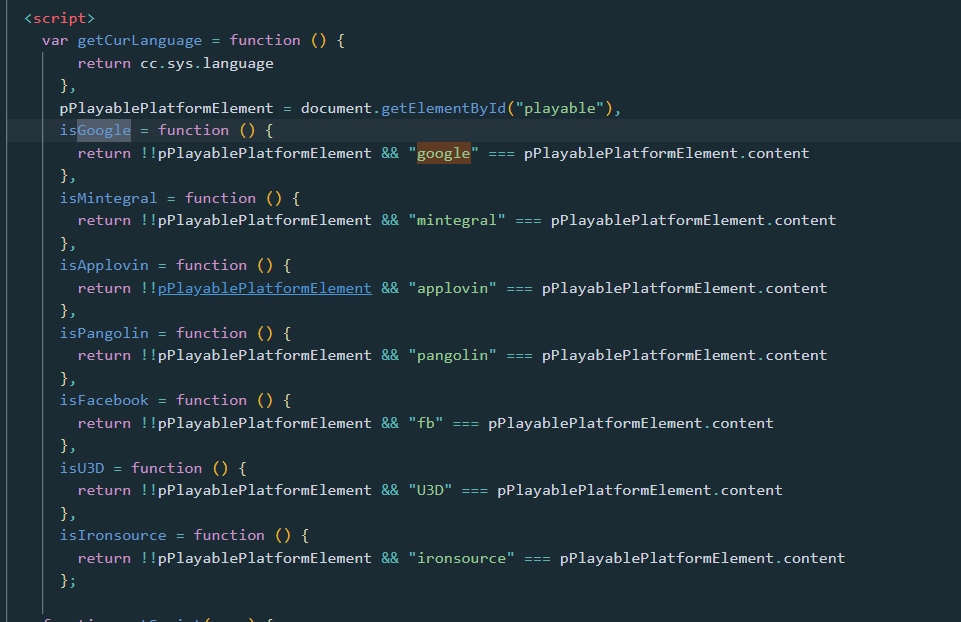 <script>
var getCurLanguage = function () {
return cc.sys.language
},
pPlayablePlatformElement = document.getElementById("playable"),
isGoogle = function () {
return !!pPlayablePlatformElement && "google" === pPlayablePlatformElement.content
},
isMintegral = function () {
return !!pPlayablePlatformElement && "mintegral" === pPlayablePlatformElement.content
},
isApplovin = function () {
return !!pPlayablePlatformElement && "applovin" === pPlayablePlatformElement.content
},
isPangolin = function () {
return !!pPlayablePlatformElement && "pangolin" === pPlayablePlatformElement.content
},
isFacebook = function () {
return !!pPlayablePlatformElement && "fb" === pPlayablePlatformElement.content
},
isU3D = function () {
return !!pPlayablePlatformElement && "U3D" === pPlayablePlatformElement.content
},
isIronsource = function () {
return !!pPlayablePlatformElement && "ironsource" === pPlayablePlatformElement.content
};